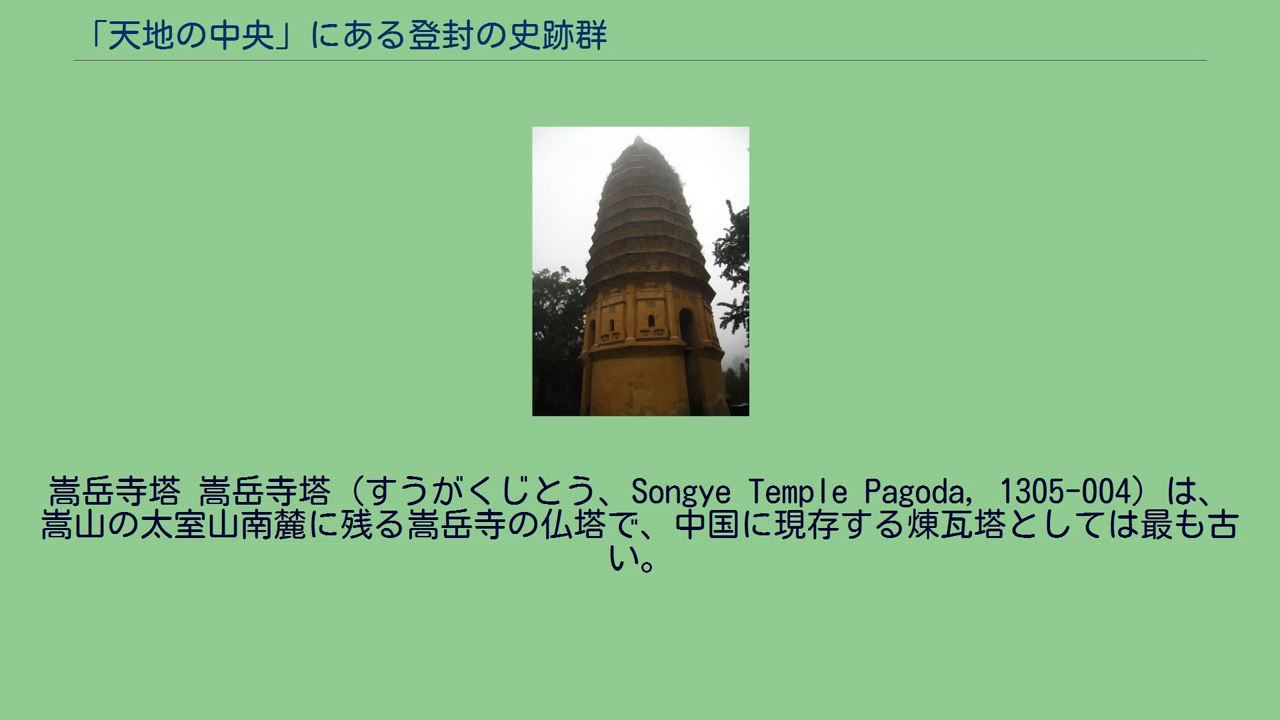 「天地の中央」にある登封の史跡群
嵩岳寺塔 嵩岳寺塔（すうがくじとう、Songye Temple Pagoda, 1305-004）は、
嵩山の太室山南麓に残る嵩岳寺の仏塔で、中国に現存する煉瓦塔としては最も古
い。